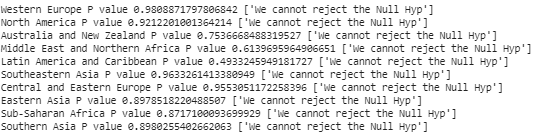 Western Europe P value 0.9808871797806842 ['We cannot reject the Null Hyp']
North America P value 0.9212201001364214 ['We cannot reject the Null Hyp']
Australia and New Zealand P value 0.7536668488319527 ['We cannot reject the Null Hyp']
Middle East and Northern Africa P value 0.6139695964906651 ['We cannot reject the Null Hyp']
Latin America and Caribbean P value 0.4933245949181727 ['We cannot reject the Null Hyp']
Southeastern Asia P value 0.9633261413380949 ['We cannot reject the Null Hyp']
Central and Eastern Europe P value 0.9553051172258396 ['We cannot reject the Null Hyp']
Eastern Asia P value 0.8978518220488507 ['We cannot reject the Null Hyp']
Sub-Saharan Africa P value 0.8717100093699929 ['We cannot reject the Null Hyp']
Southern Asia P value 0.8980255402662063 ['We cannot reject the Null Hyp']